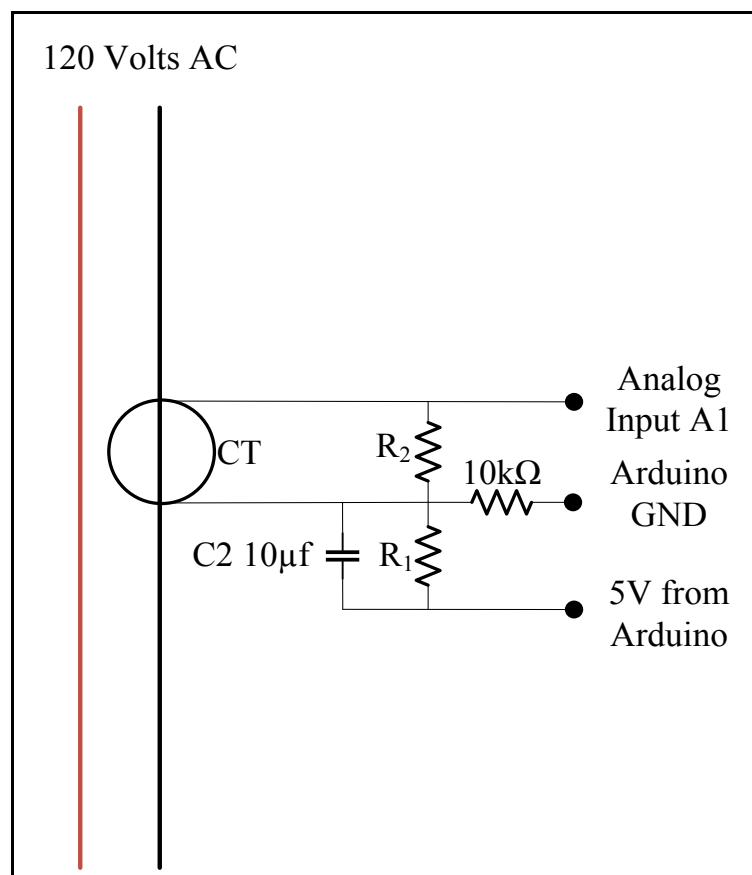 120 Volts AC
Analog
Input A1
R₂
CT
10kΩ
Arduino
GND
C2 10µf
R₁
5V from
Arduino